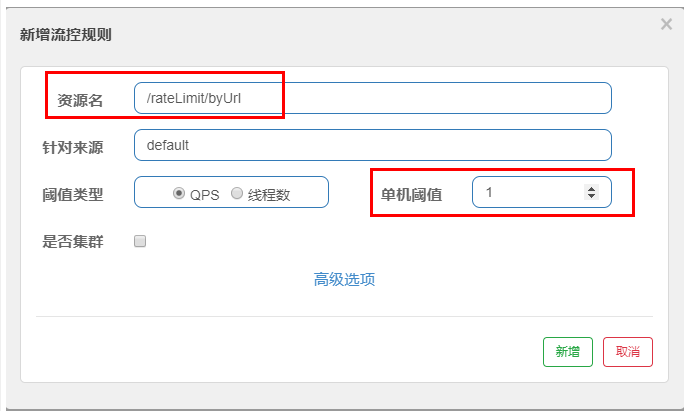 新增流控规则
资源名 /rateLimit/byUrl
针对来源 default
阈值类型 QPS 线程数 单机阈值 1
是否集群
高级选项
新增 取消